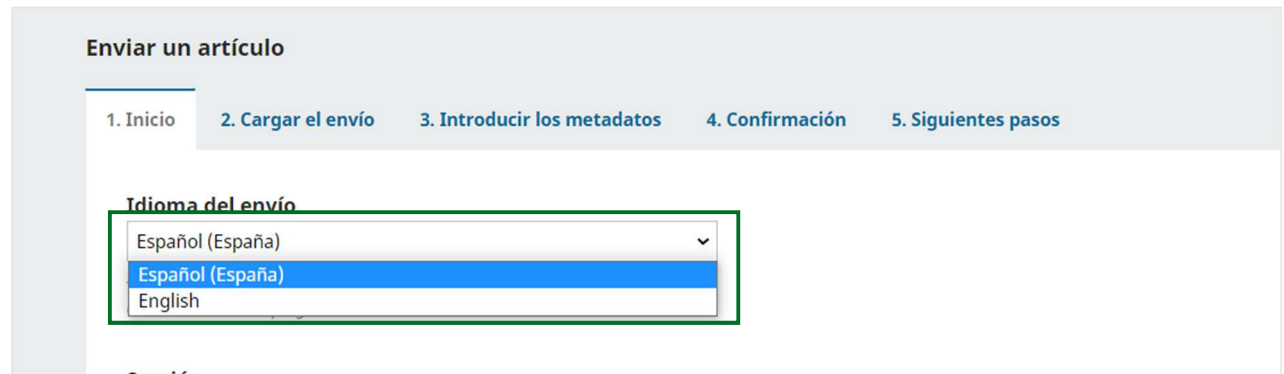 Enviar un artículo
1. Inicio 2. Cargar el envío 3. Introducir los metadatos 4. Confirmación 5. Siguientes pasos
Idioma del envío
Español (España)
Español (España)
English